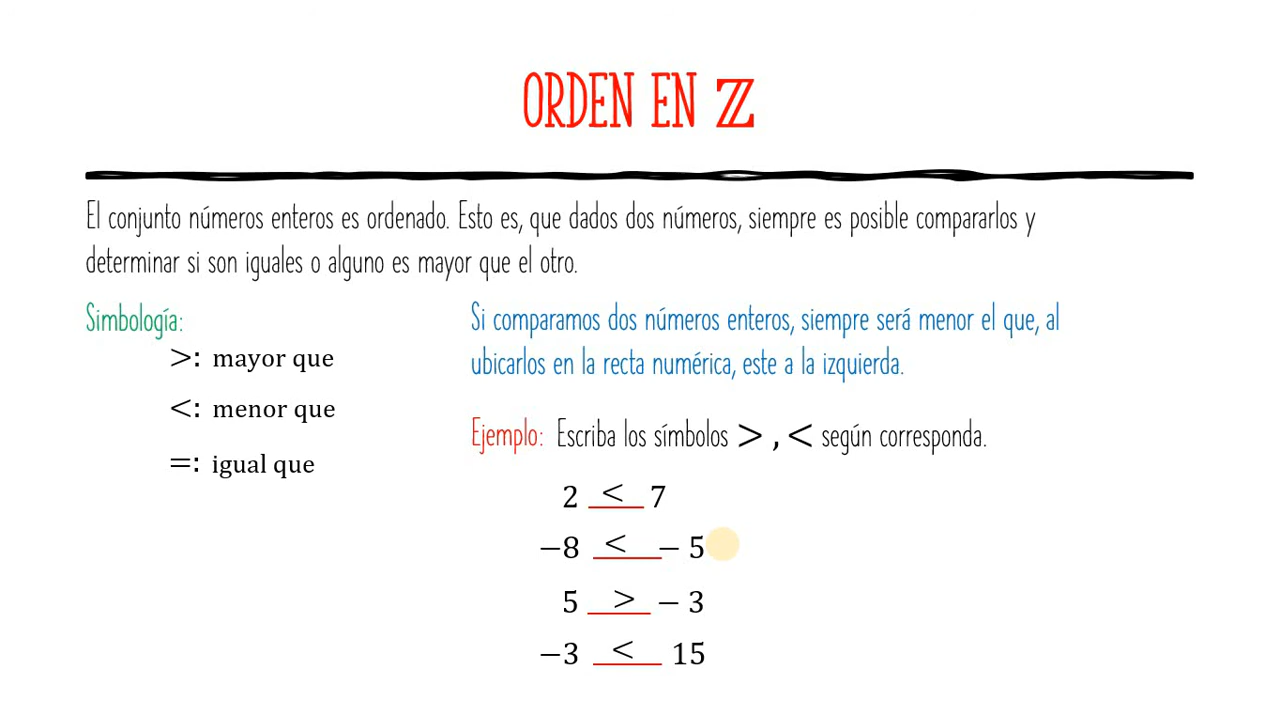 ORDEN EN ℤ
El conjunto números enteros es ordenado. Esto es, que dados dos números, siempre es posible compararlos y
determinar si son iguales o alguno es mayor que el otro.
Simbología:
>: mayor que
<: menor que
=: igual que
Si comparamos dos números enteros, siempre será menor el que, al
ubicarlos en la recta numérica, este a la izquierda.
Ejemplo: Escriba los símbolos > , < según corresponda.
2 < 7
−8 < − 5
5 > − 3
−3 < 15